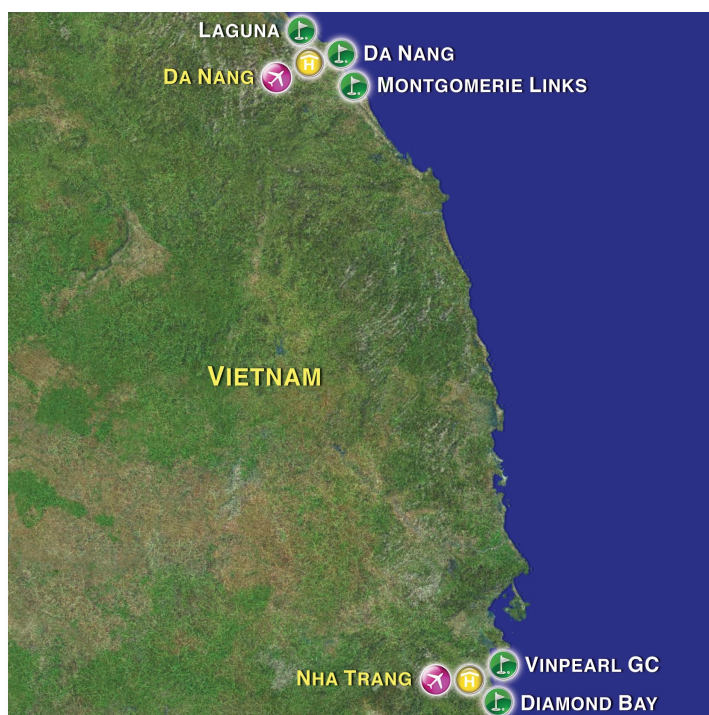 LAGUNA
DA NANG
H
DA NANG
MONTGOMERIE LINKS
VIETNAM
VINPEARL GC
NHA TRANG
H
DIAMOND BAY